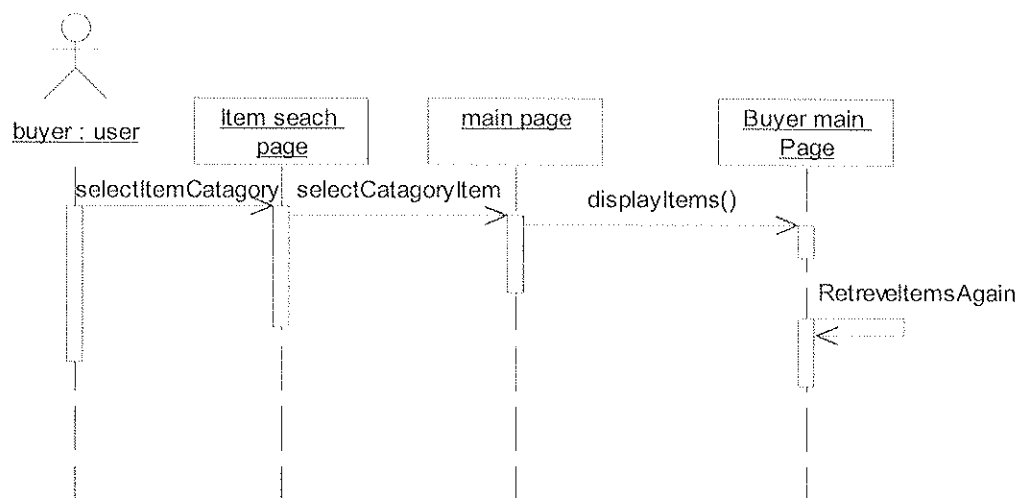 buyer : user
Item seach
page
main page
Buyer main
Page
selectItemCatagory
selectCatagoryItem
displayItems()
RetreveItemsAgain